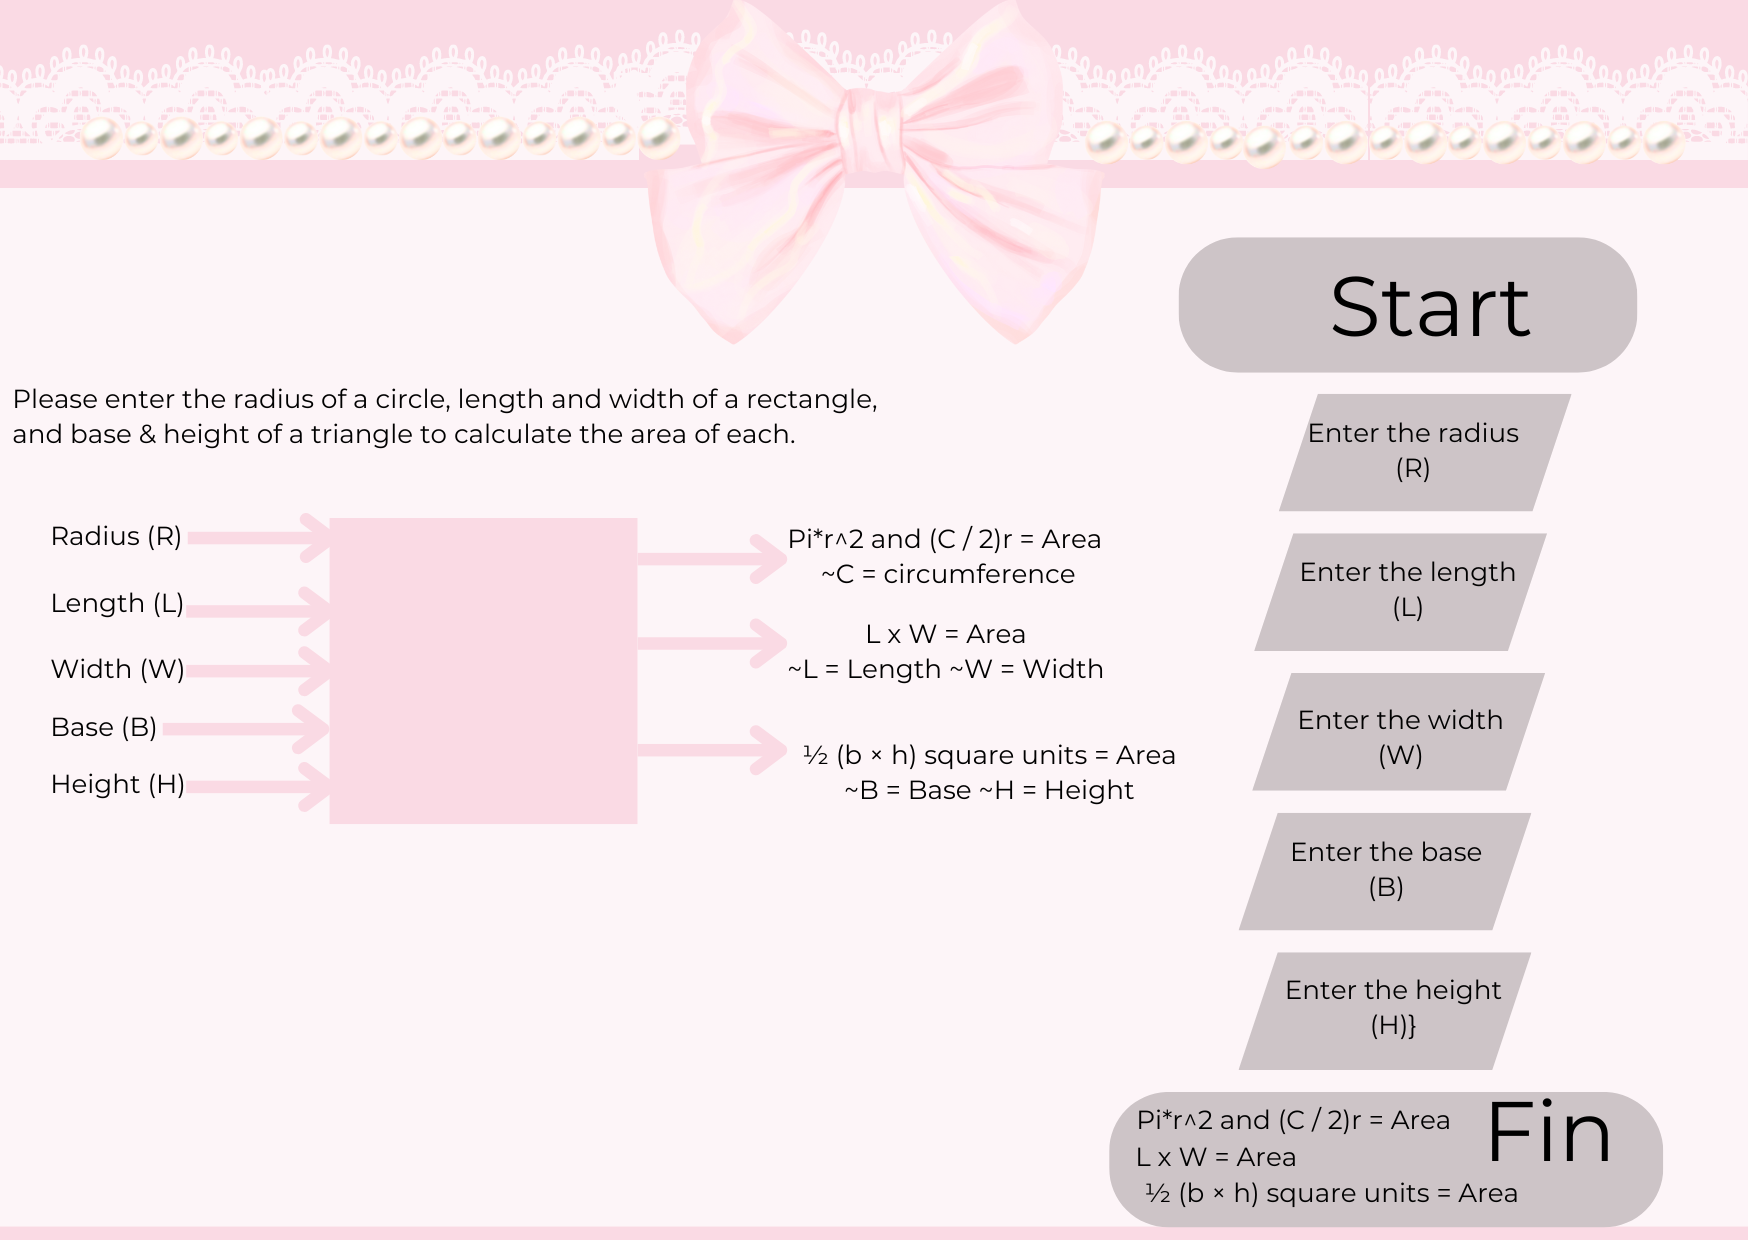 Start
Please enter the radius of a circle, length and width of a rectangle,
and base & height of a triangle to calculate the area of each.
Radius (R)
Length (L)
Width (W)
Base (B)
Height (H)
Pi*r^2 and (C / 2)r = Area
~C = circumference
L x W = Area
~L = Length ~W = Width
½ (b × h) square units = Area
~B = Base ~H = Height
Enter the radius
(R)
Enter the length
(L)
Enter the width
(W)
Enter the base
(B)
Enter the height
(H)}
Pi*r^2 and (C / 2)r = Area
L x W = Area
½ (b × h) square units = Area
Fin